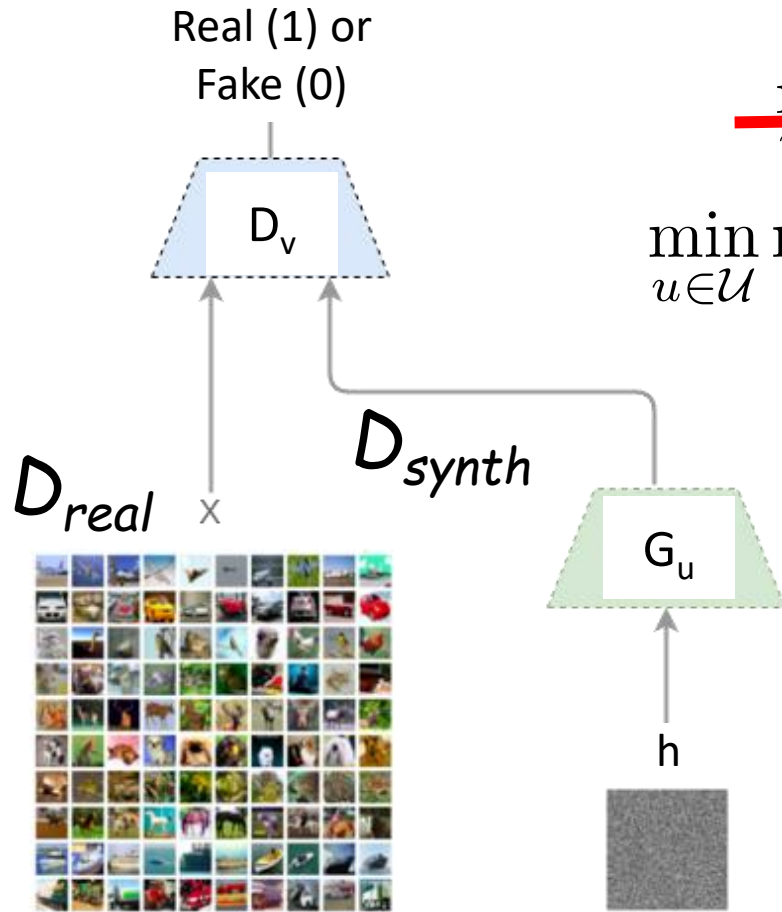 Real (1) or
Fake (0)
D_v
min
u∈𝒰
D_real
x
D_synth
G_u
h